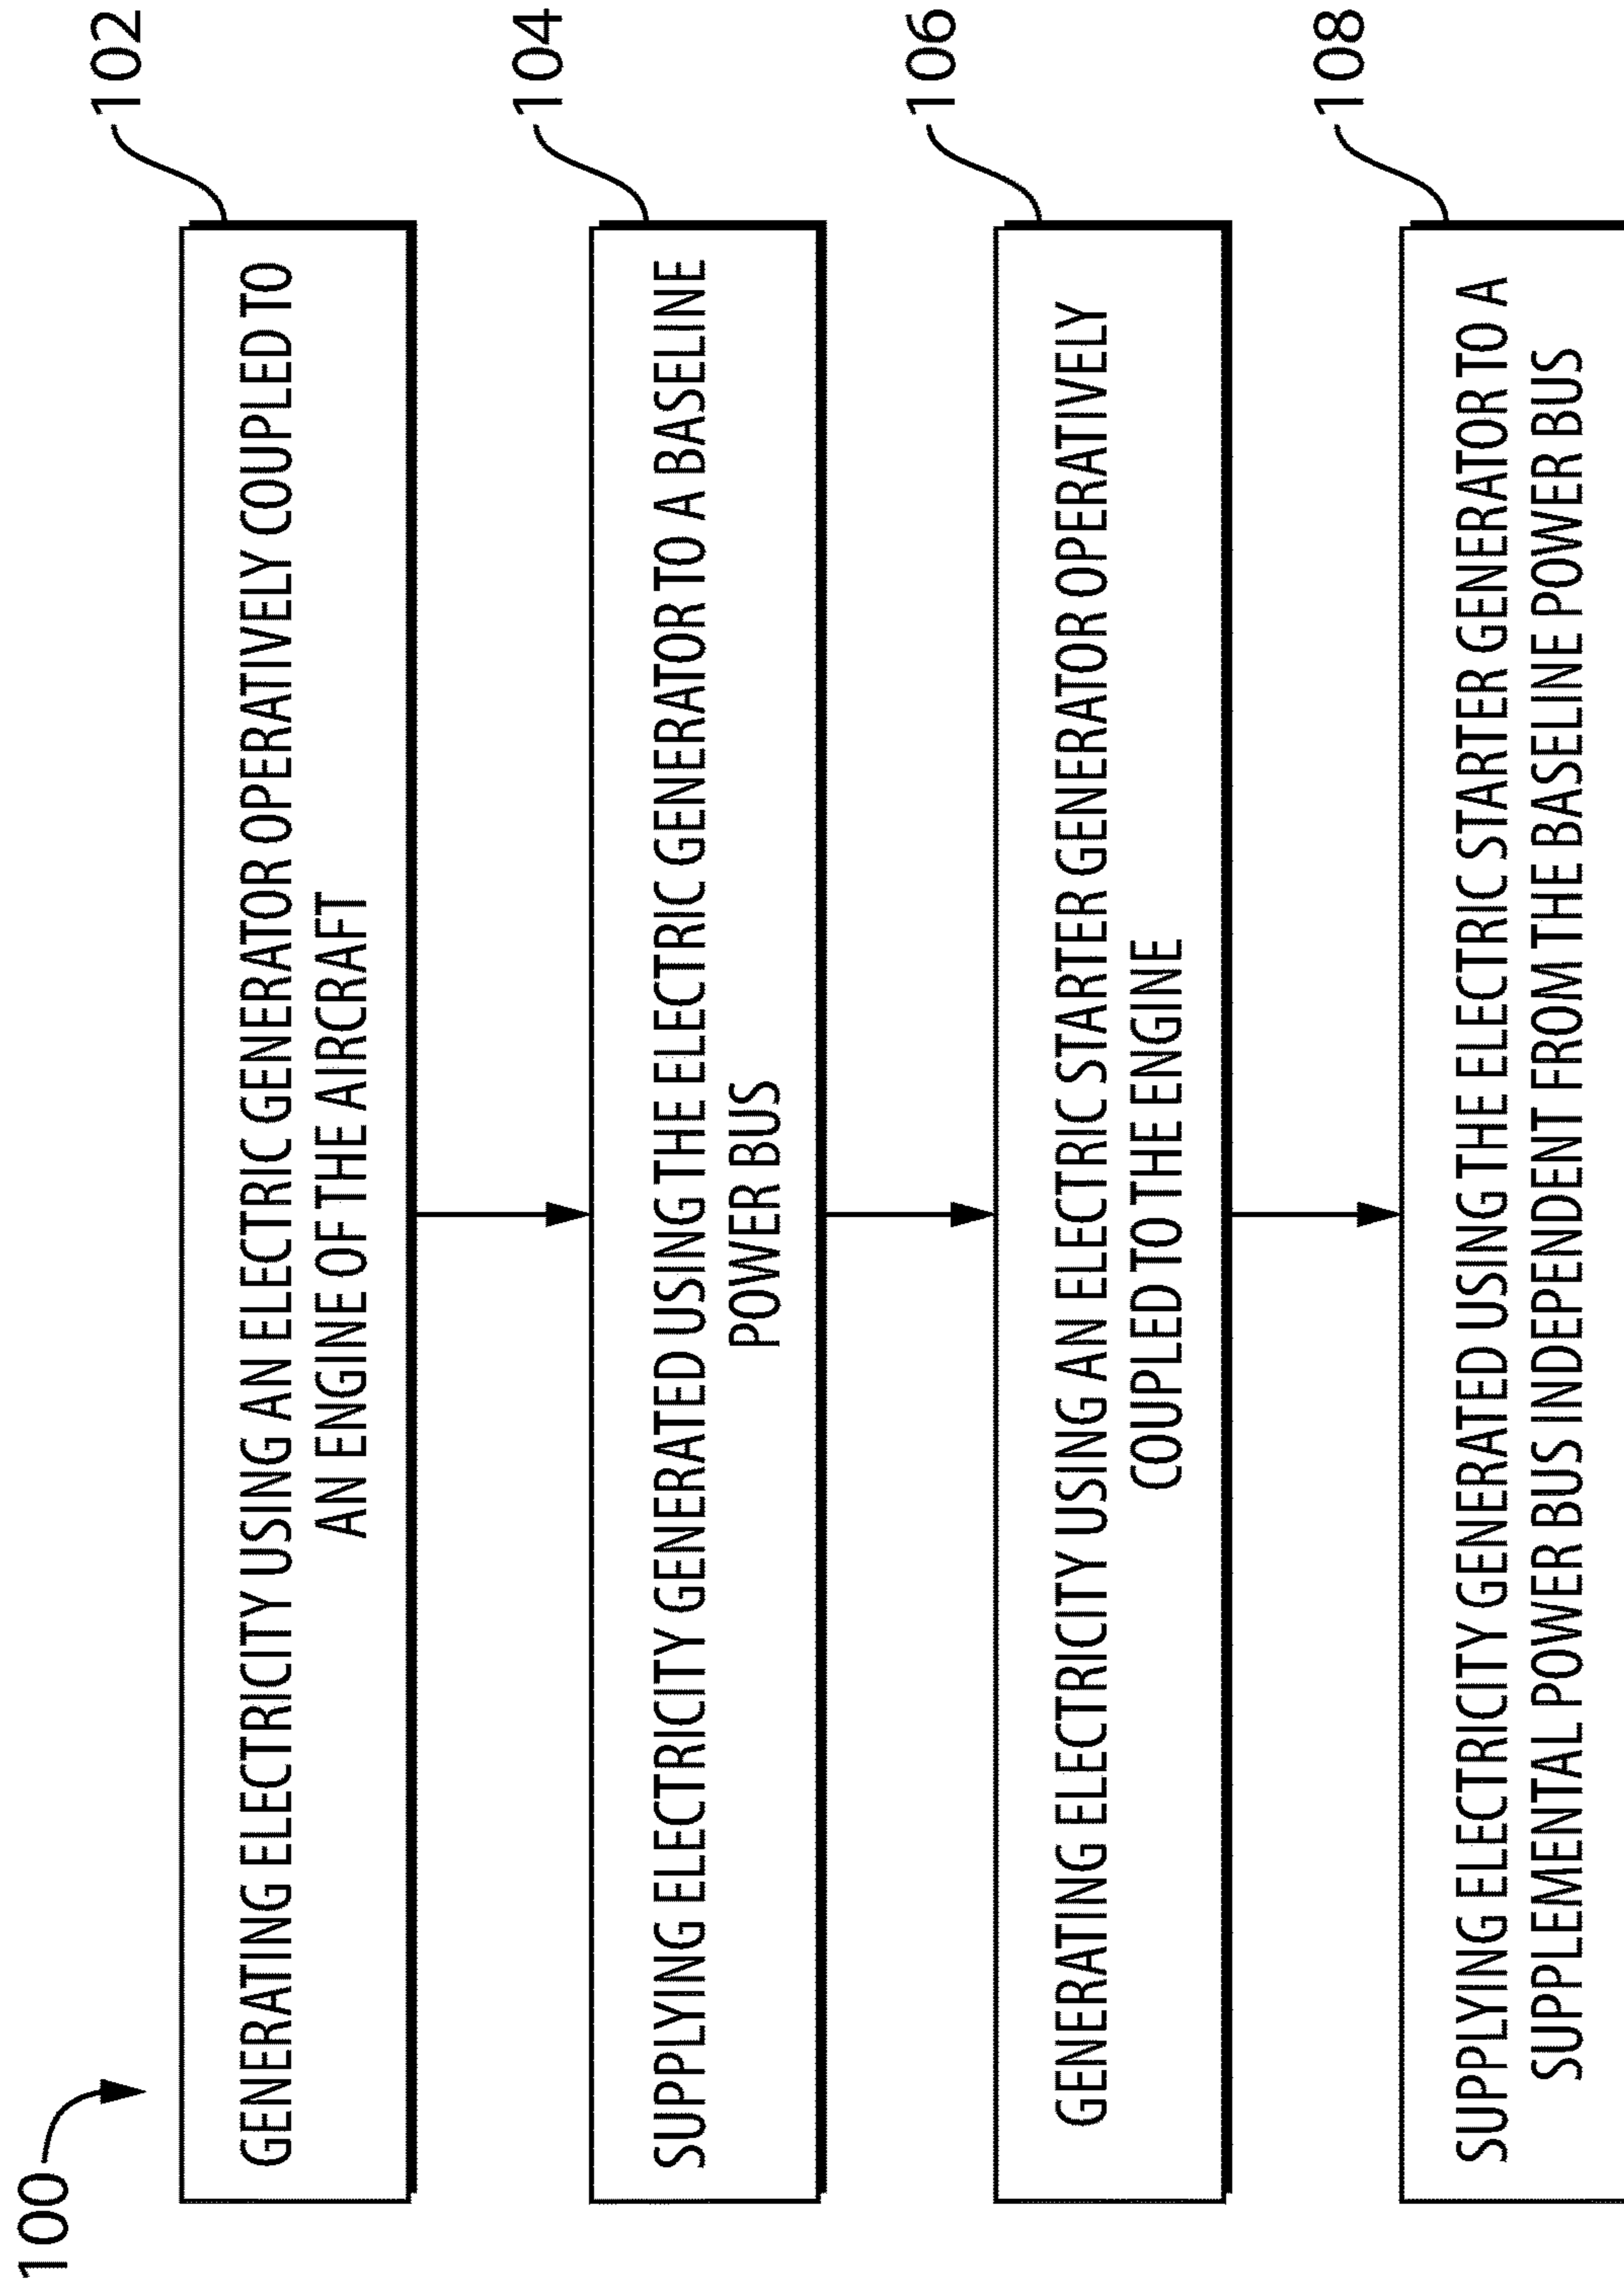 100
102
GENERATING ELECTRICITY USING AN ELECTRIC GENERATOR OPERATIVELY COUPLED TO
AN ENGINE OF THE AIRCRAFT
104
SUPPLYING ELECTRICITY GENERATED USING THE ELECTRIC GENERATOR TO A BASELINE
POWER BUS
106
GENERATING ELECTRICITY USING AN ELECTRIC STARTER GENERATOR OPERATIVELY
COUPLED TO THE ENGINE
108
SUPPLYING ELECTRICITY GENERATED USING THE ELECTRIC STARTER GENERATOR TO A
SUPPLEMENTAL POWER BUS INDEPENDENT FROM THE BASELINE POWER BUS